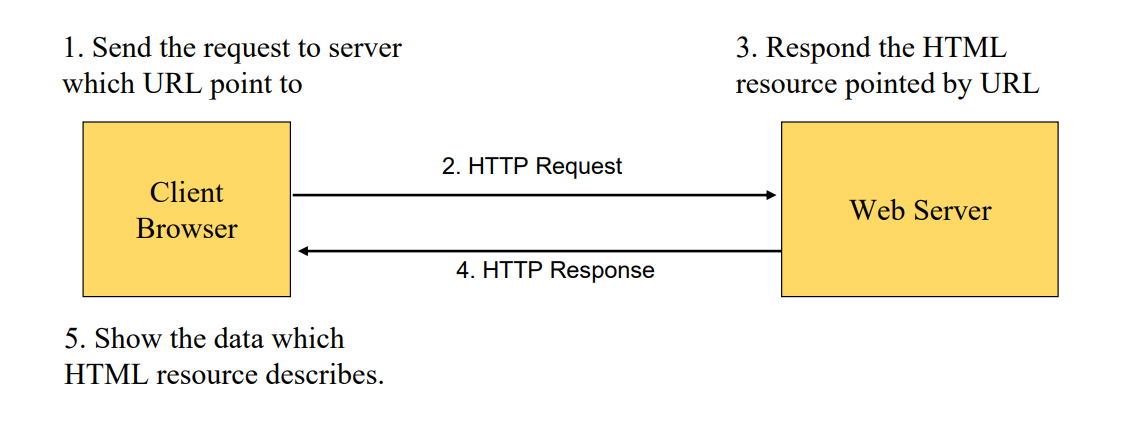 1. Send the request to server
which URL point to
3. Respond the HTML
resource pointed by URL
2. HTTP Request
Client
Browser
Web Server
4. HTTP Response
5. Show the data which
HTML resource describes.